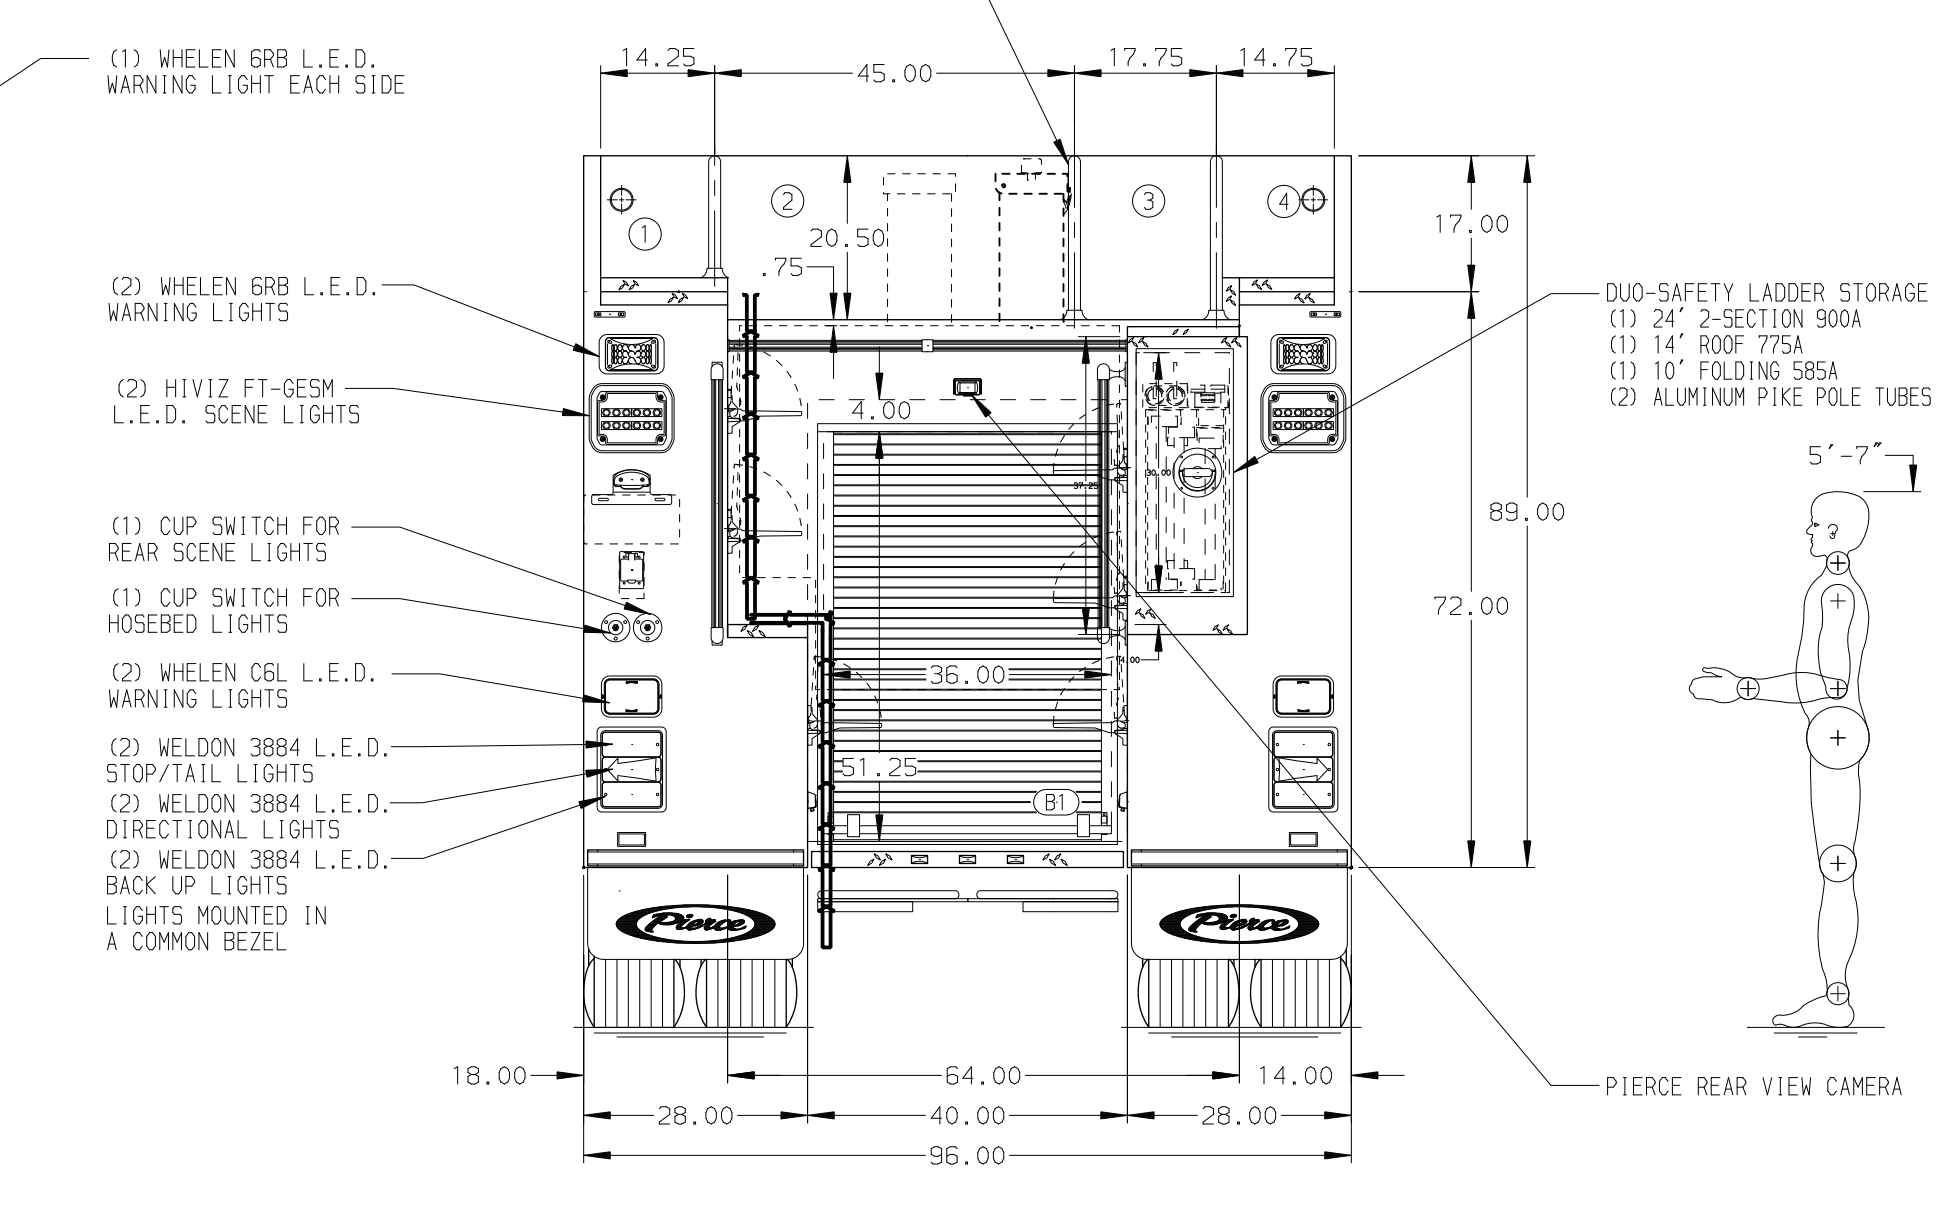 (1) WHELEN 6RB L.E.D.
WARNING LIGHT EACH SIDE
14.25
45.00
17.75
14.75
1
2
3
4
20.50
.75
17.00
(2) WHELEN 6RB L.E.D.
WARNING LIGHTS
(2) HIVIZ FT-GESM
L.E.D. SCENE LIGHTS
4.00
DUO-SAFETY LADDER STORAGE
(1) 24' 2-SECTION 900A
(1) 14' ROOF 775A
(1) 10' FOLDING 585A
(2) ALUMINUM PIKE POLE TUBES
5'-7"
37.25
30.00
89.00
(1) CUP SWITCH FOR
REAR SCENE LIGHTS
(1) CUP SWITCH FOR
HOSEBED LIGHTS
72.00
(2) WHELEN C6L L.E.D.
WARNING LIGHTS
36.00
4.00
(2) WELDON 3884 L.E.D.
STOP/TAIL LIGHTS
51.25
(2) WELDON 3884 L.E.D.
DIRECTIONAL LIGHTS
B1
(2) WELDON 3884 L.E.D.
BACK UP LIGHTS
LIGHTS MOUNTED IN
A COMMON BEZEL
Pierce
Pierce
18.00
64.00
14.00
PIERCE REAR VIEW CAMERA
28.00
40.00
28.00
96.00